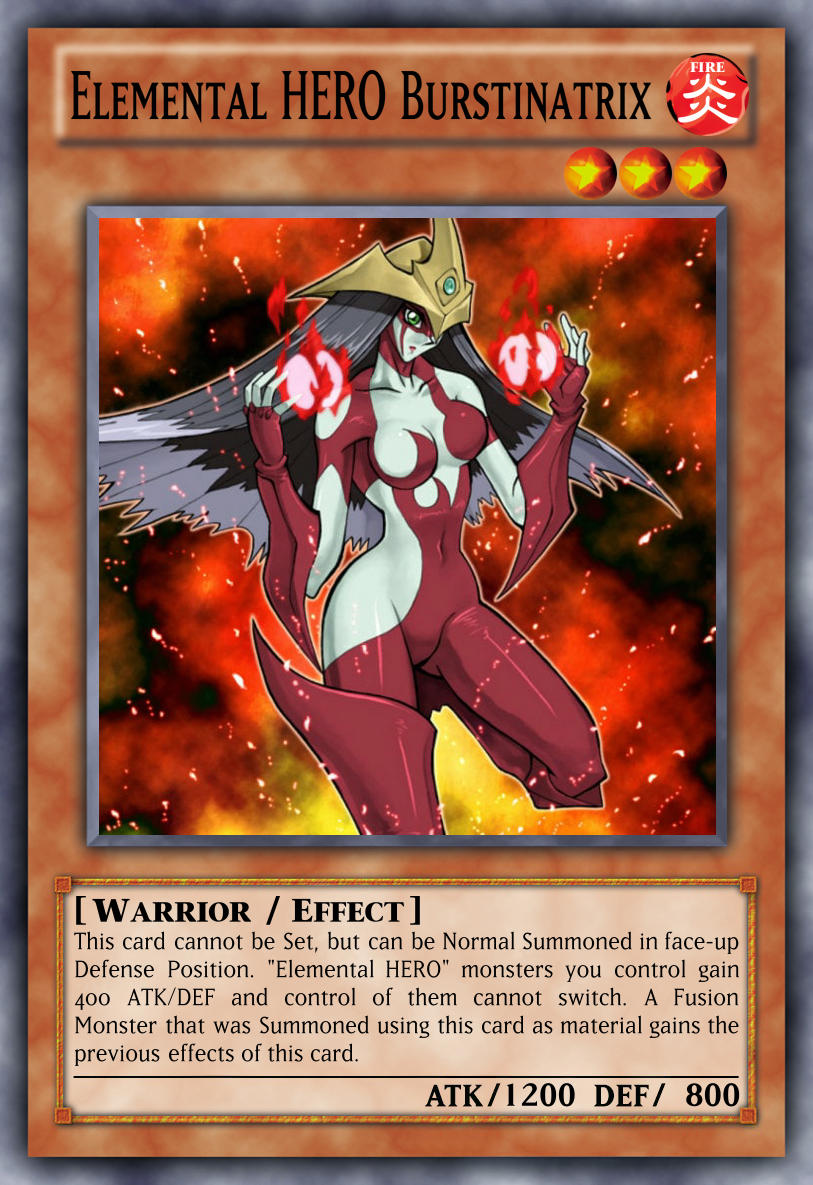 Elemental HERO Burstinatrix
FIRE
炎
[ Warrior / Effect ]
This card cannot be Set, but can be Normal Summoned in face-up
Defense Position. "Elemental HERO" monsters you control gain
400 ATK/DEF and control of them cannot switch. A Fusion
Monster that was Summoned using this card as material gains the
previous effects of this card.
ATK/1200 DEF/ 800